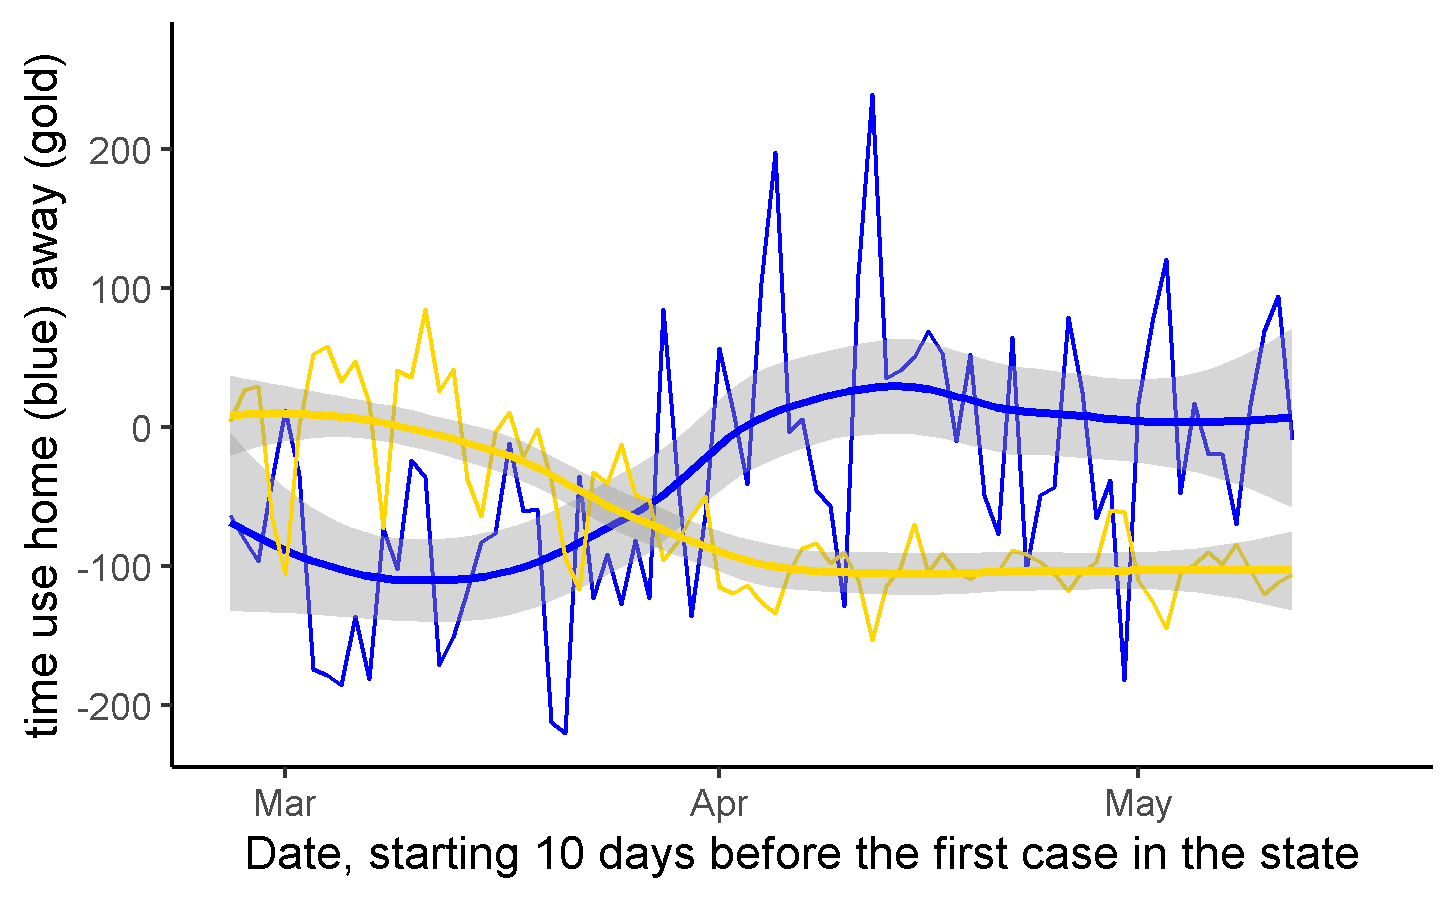 time use home (blue) away (gold)
200
100
0
-100
-200
Mar Apr May
Date, starting 10 days before the first case in the state